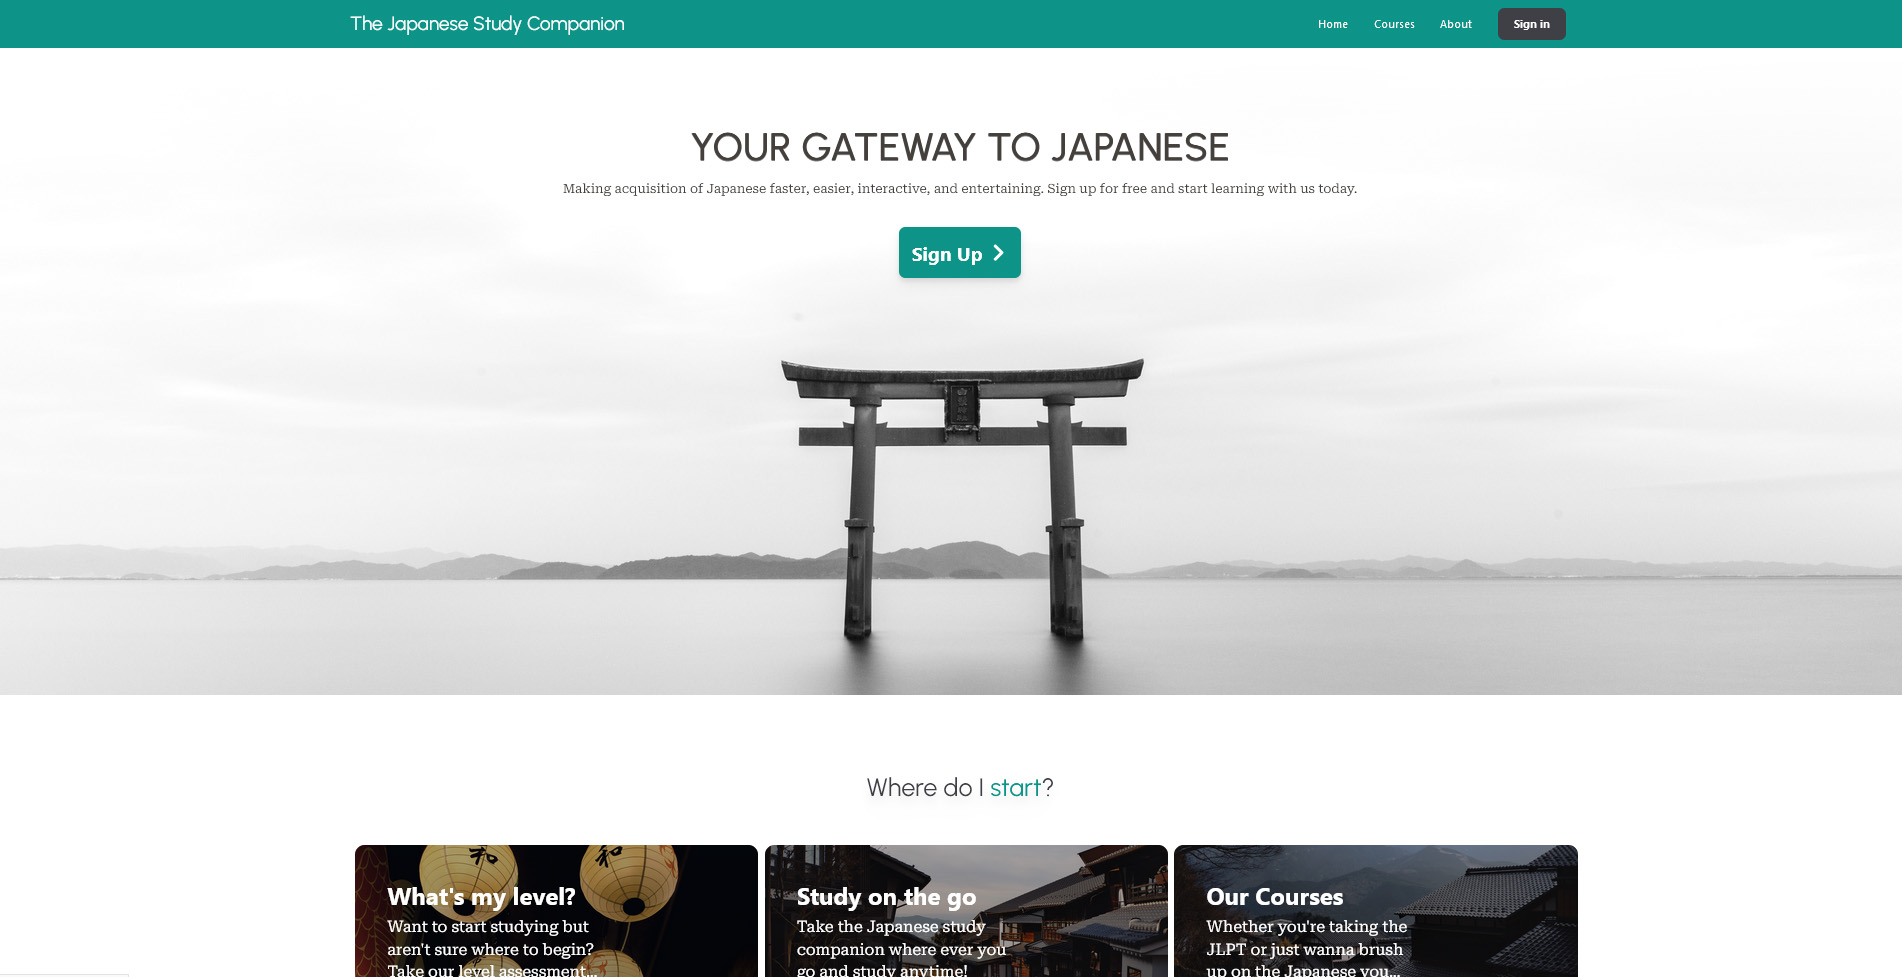 The Japanese Study Companion
Home Courses About Sign in
YOUR GATEWAY TO JAPANESE
Making acquisition of Japanese faster, easier, interactive, and entertaining. Sign up for free and start learning with us today.
Sign Up
Where do I start?
What's my level?
Want to start studying but
aren't sure where to begin?
Take our level assessment...
Study on the go
Take the Japanese study
companion where ever you
go and study anytime!
Our Courses
Whether you're taking the
JLPT or just wanna brush
up on the Japanese you...